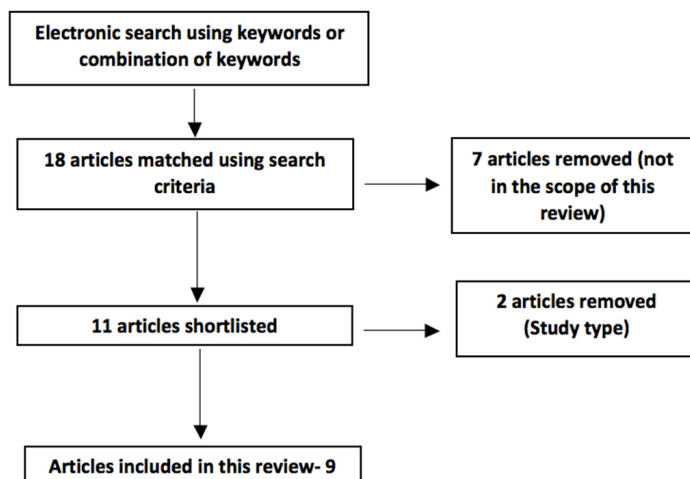 Electronic search using keywords or
combination of keywords
18 articles matched using search
criteria
7 articles removed (not
in the scope of this
review)
11 articles shortlisted
2 articles removed
(Study type)
Articles included in this review- 9